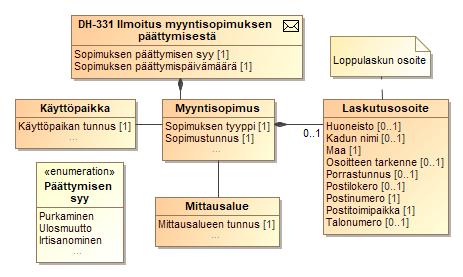 DH-331 Ilmoitus myyntisopimuksen
päättymisestä
Sopimuksen päättymisen syy [1]
Sopimuksen päättymispäivämäärä [1]
Loppulaskun osoite
Käyttöpaikka
Käyttöpaikan tunnus [1]
...
Myyntisopimus
Sopimuksen tyyppi [1]
Sopimustunnus [1]
...
0..1
Laskutusosoite
Huoneisto [0..1]
Kadun nimi [0..1]
Maa [1]
Osoitteen tarkenne [0..1]
Porrastunnus [0..1]
Postilokero [0..1]
Postinumero [1]
Postitoimipaikka [1]
Talonumero [0..1]
«enumeration»
Päättymisen
syy
Purkaminen
Ulosmuutto
Irtisanominen
...
Mittausalue
Mittausalueen tunnus [1]
...